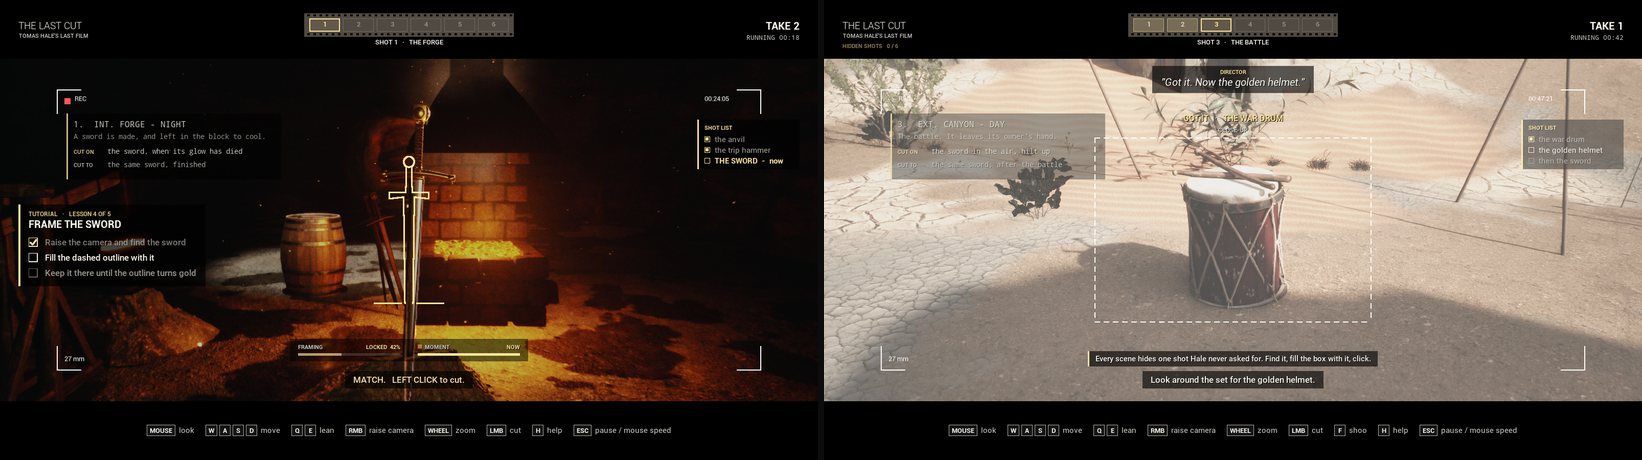 THE LAST CUT
TOMAS HALE'S LAST FILM
1 2 3 4 5 6
SHOT 1 · THE FORGE
TAKE 2
RUNNING 00:18
REC
00:24:05
1. INT. FORGE - NIGHT
A sword is made, and left in the block to cool.
CUT ON the sword, when its glow has died
CUT TO the same sword, finished
SHOT LIST
the anvil
the trip hammer
THE SWORD - now
TUTORIAL · LESSON 4 OF 5
FRAME THE SWORD
Raise the camera and find the sword
Fill the dashed outline with it
Keep it there until the outline turns gold
FRAMING LOCKED 42% MOMENT NOW
27 mm
MATCH. LEFT CLICK to cut.
MOUSE look W A S D move Q E lean RMB raise camera WHEEL zoom LMB cut H help ESC pause / mouse speed
THE LAST CUT
TOMAS HALE'S LAST FILM
HIDDEN SHOTS 0 / 6
1 2 3 4 5 6
SHOT 3 · THE BATTLE
TAKE 1
RUNNING 00:42
DIRECTOR
"Got it. Now the golden helmet."
00:47:21
3. EXT. CANYON - DAY
The battle. It leaves its owner's hand.
CUT ON the sword in the air, hilt up
CUT TO the same sword, after the battle
GOT IT · THE WAR DRUM
SHOT LIST
the war drum
the golden helmet
then the sword
27 mm
Every scene hides one shot Hale never asked for. Find it, fill the box with it, click.
Look around the set for the golden helmet.
MOUSE look W A S D move Q E lean RMB raise camera WHEEL zoom LMB cut F shoo H help ESC pause / mouse speed